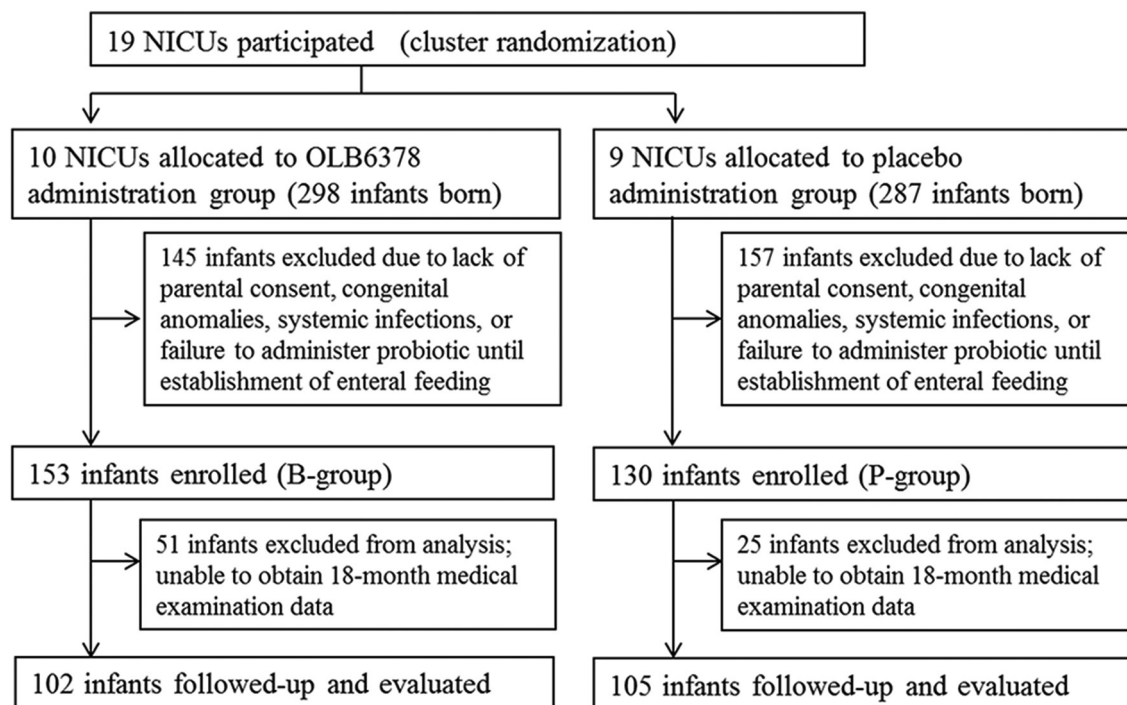 19 NICUs participated (cluster randomization)
10 NICUs allocated to OLB6378
administration group (298 infants born)
9 NICUs allocated to placebo
administration group (287 infants born)
145 infants excluded due to lack of
parental consent, congenital
anomalies, systemic infections, or
failure to administer probiotic until
establishment of enteral feeding
157 infants excluded due to lack of
parental consent, congenital
anomalies, systemic infections, or
failure to administer probiotic until
establishment of enteral feeding
153 infants enrolled (B-group)
130 infants enrolled (P-group)
51 infants excluded from analysis;
unable to obtain 18-month medical
examination data
25 infants excluded from analysis;
unable to obtain 18-month medical
examination data
102 infants followed-up and evaluated
105 infants followed-up and evaluated